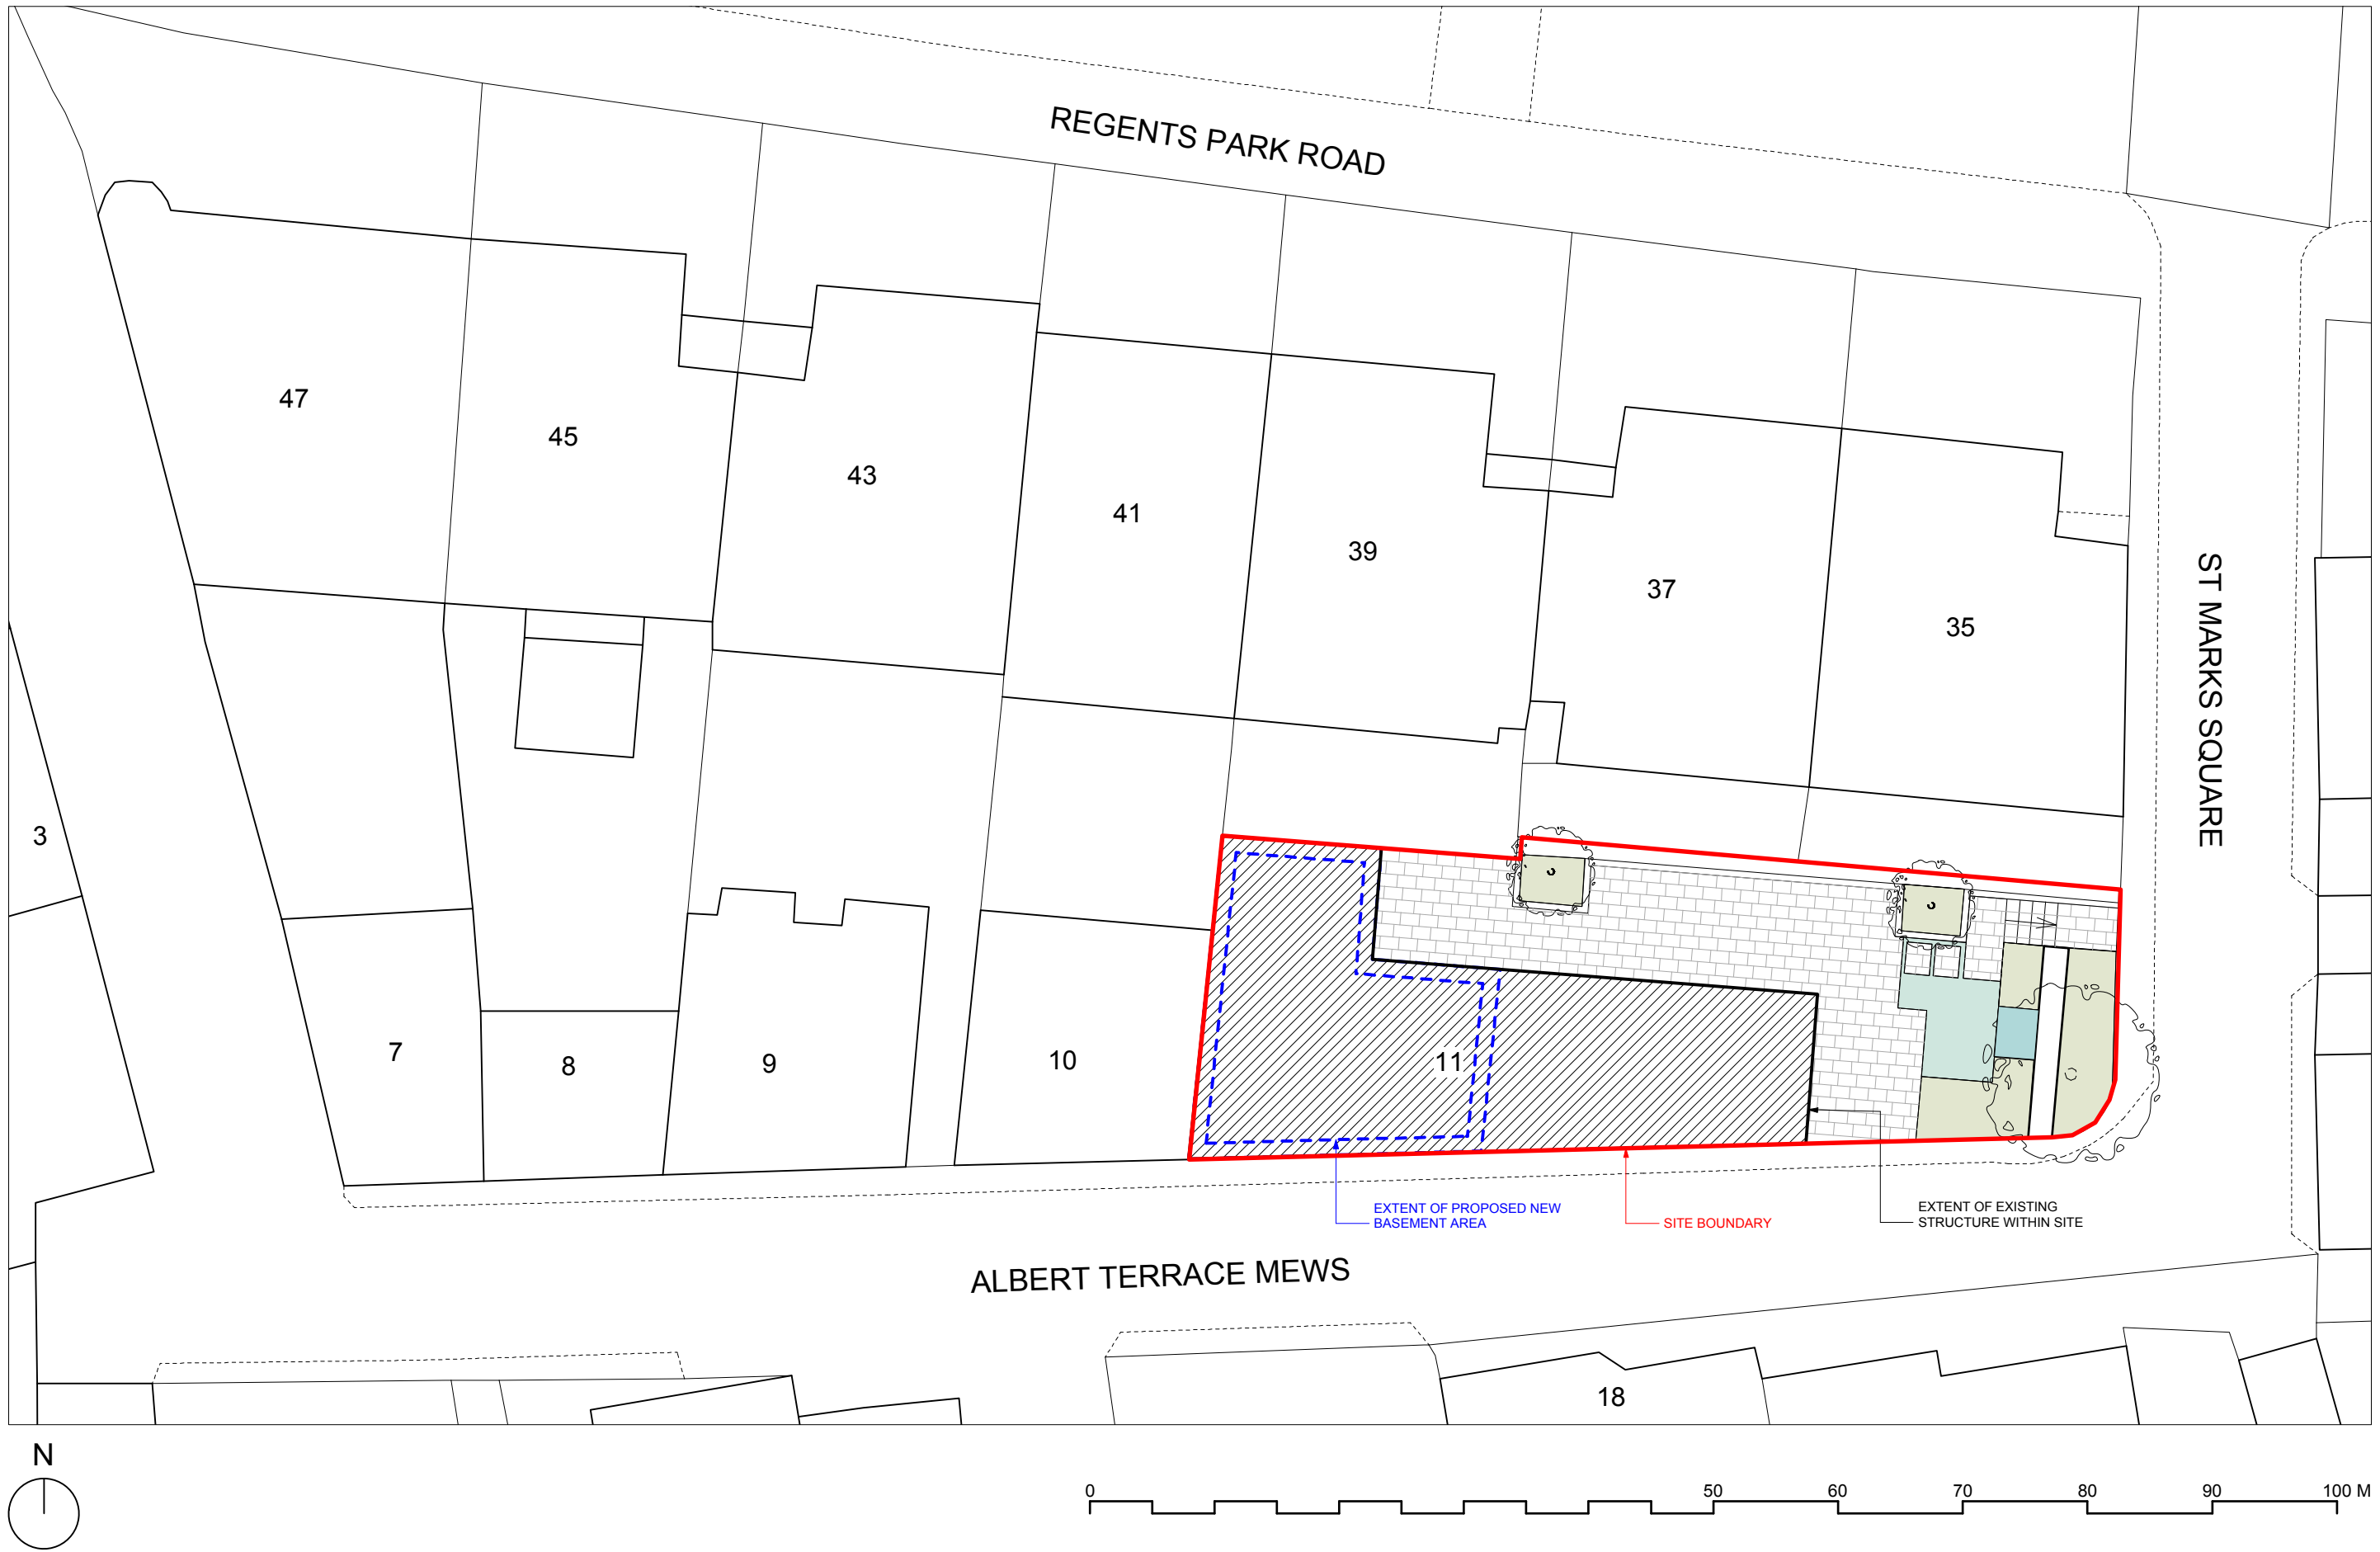 REGENTS PARK ROAD
47
45
43
41
39
37
35
ST MARKS SQUARE
3
7
8
9
10
11
EXTENT OF PROPOSED NEW
BASEMENT AREA
SITE BOUNDARY
EXTENT OF EXISTING
STRUCTURE WITHIN SITE
ALBERT TERRACE MEWS
18
N
0 50 60 70 80 90 100 M